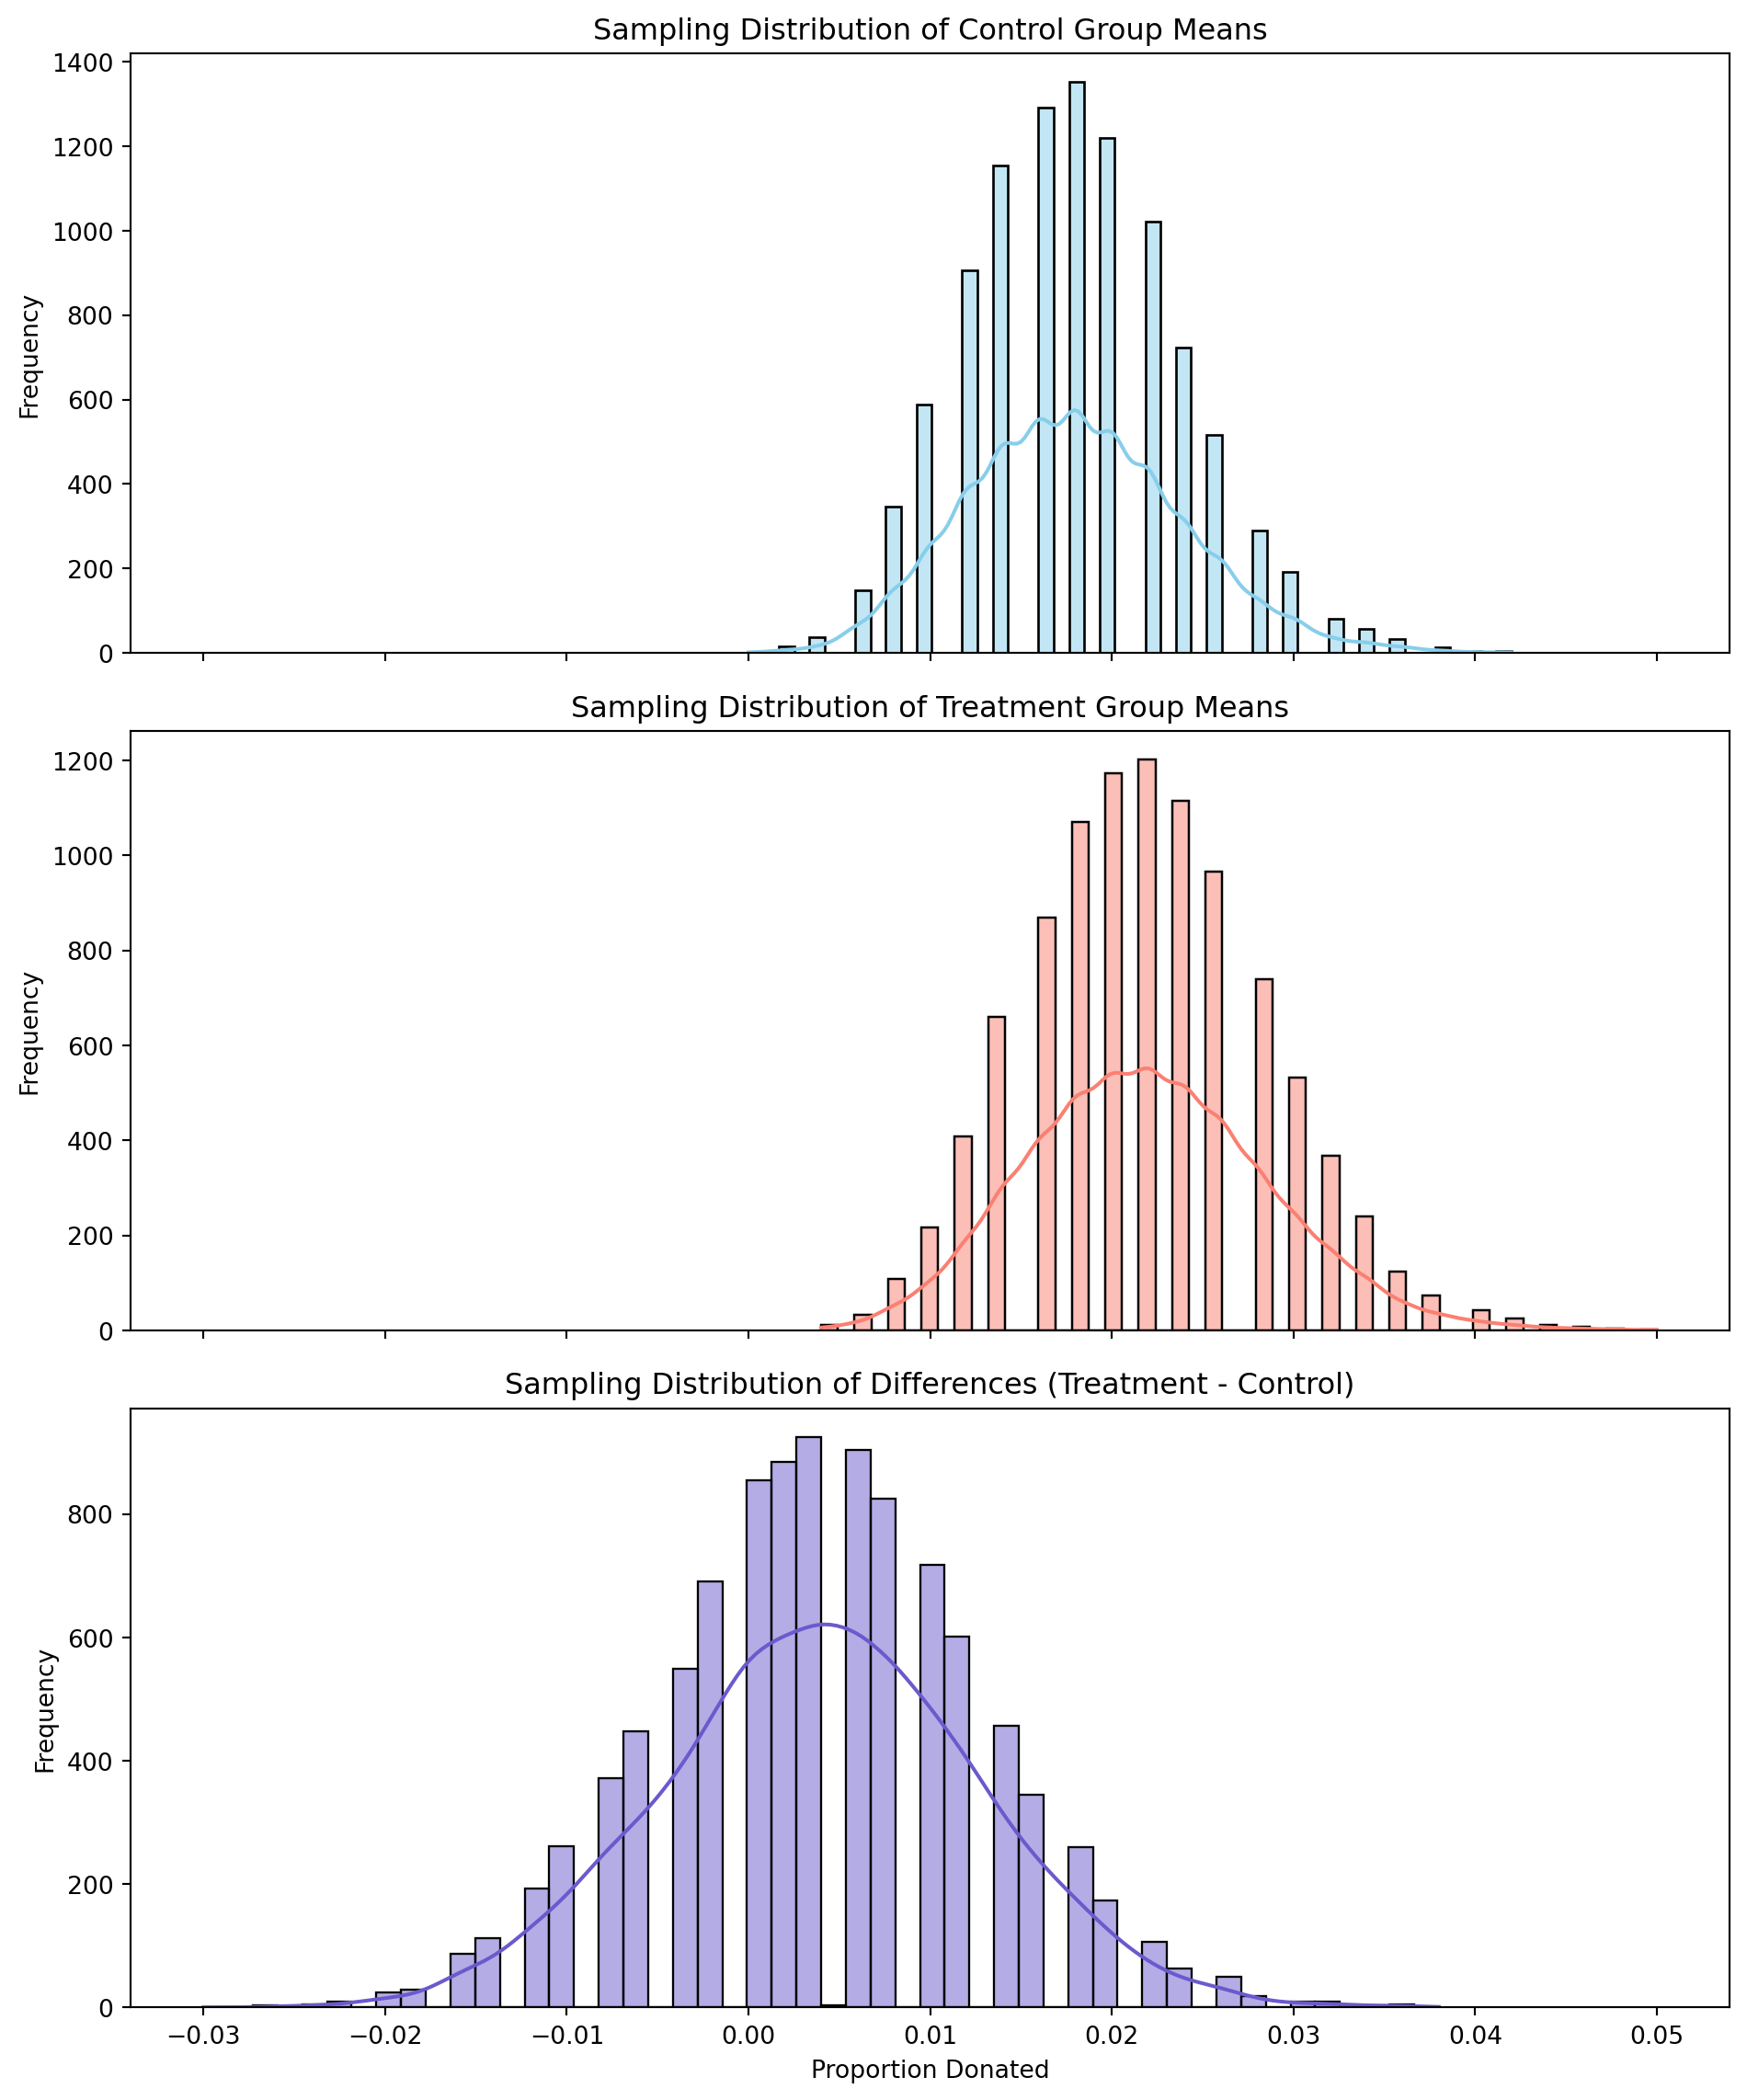 Sampling Distribution of Control Group Means
1400
1200
1000
800
600
400
200
0
Frequency
Sampling Distribution of Treatment Group Means
1200
1000
800
600
400
200
0
Frequency
Sampling Distribution of Differences (Treatment - Control)
800
600
400
200
0
Frequency
−0.03 −0.02 −0.01 0.00 0.01 0.02 0.03 0.04 0.05
Proportion Donated